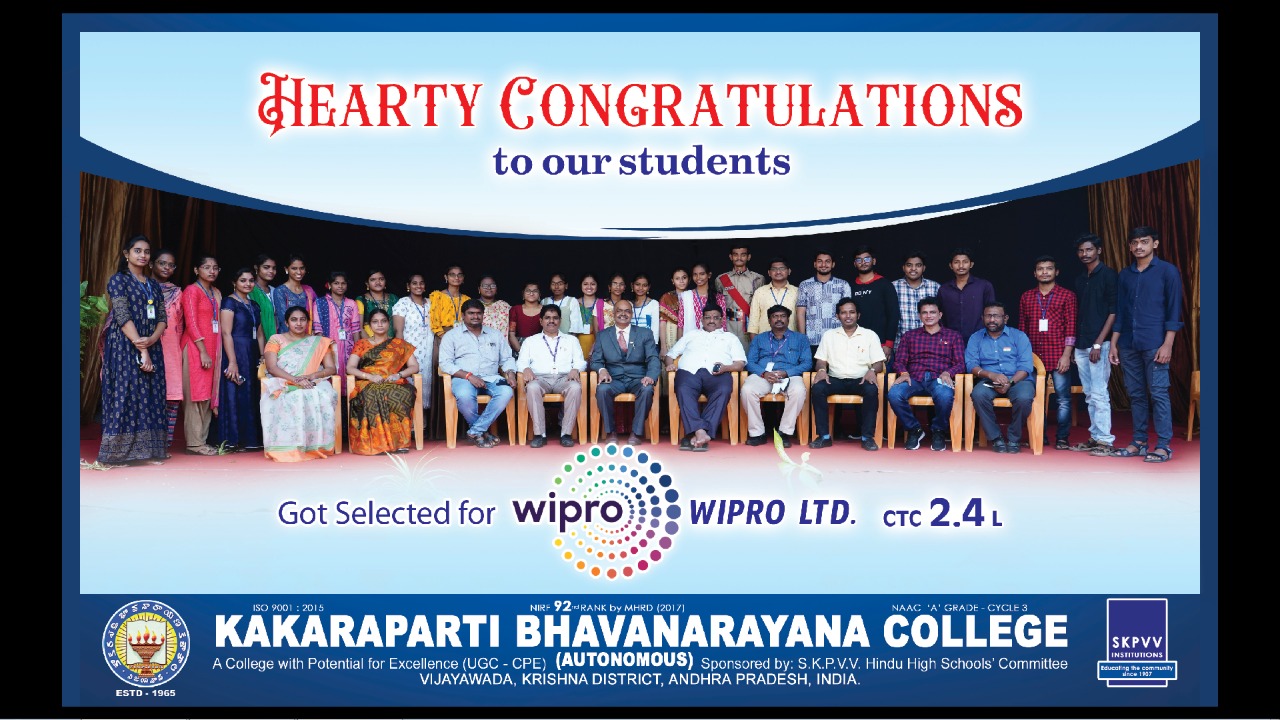 HEARTY CONGRATULATIONS
to our students
Got Selected for wipro WIPRO LTD. CTC 2.4 L
ISO 9001 : 2015 NIRF 92nd RANK by MHRD (2017) NAAC 'A' GRADE - CYCLE 3
KAKARAPARTI BHAVANARAYANA COLLEGE
A College with Potential for Excellence (UGC - CPE) (AUTONOMOUS) Sponsored by: S.K.P.V.V. Hindu High Schools' Committee
VIJAYAWADA, KRISHNA DISTRICT, ANDHRA PRADESH, INDIA.
ESTD - 1965
SKPVV
INSTITUTIONS
Educating the community
since 1907